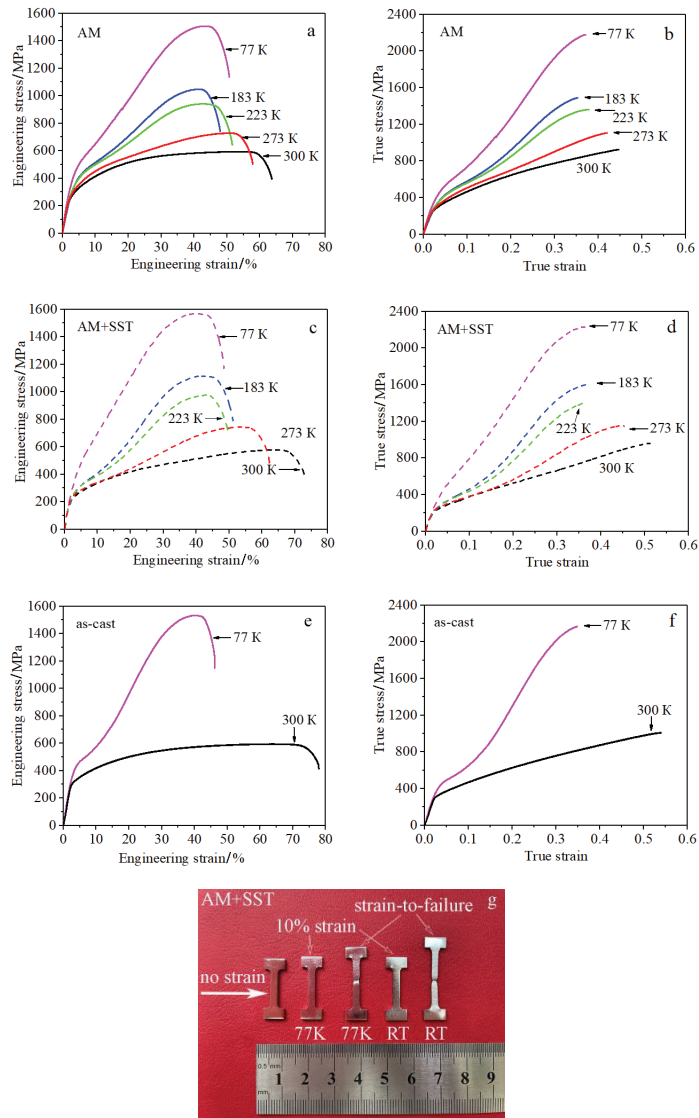 AM
a
77 K
183 K
223 K
273 K
300 K
Engineering stress/MPa
1600
1400
1200
1000
800
600
400
200
0
0 10 20 30 40 50 60 70 80
Engineering strain/%
AM
b
77 K
183 K
223 K
273 K
300 K
True stress/MPa
2400
2000
1600
1200
800
400
0
0.0 0.1 0.2 0.3 0.4 0.5 0.6
True strain
AM+SST
c
77 K
183 K
223 K
273 K
300 K
Engineering stress/MPa
1600
1400
1200
1000
800
600
400
200
0
0 10 20 30 40 50 60 70 80
Engineering strain/%
AM+SST
d
77 K
183 K
223 K
273 K
300 K
True stress/MPa
2400
2000
1600
1200
800
400
0
0.0 0.1 0.2 0.3 0.4 0.5 0.6
True strain
as-cast
e
77 K
300 K
Engineering stress/MPa
1600
1400
1200
1000
800
600
400
200
0
0 10 20 30 40 50 60 70 80
Engineering strain/%
as-cast
f
77 K
300 K
True stress/MPa
2400
2000
1600
1200
800
400
0
0.0 0.1 0.2 0.3 0.4 0.5 0.6
True strain
AM+SST
g
strain-to-failure
10% strain
no strain
77K 77K RT RT
0.5 mm
1 2 3 4 5 6 7 8 9
mm